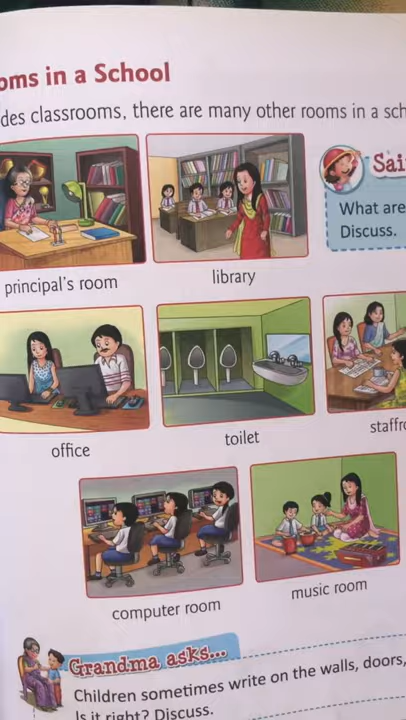 oms in a School
des classrooms, there are many other rooms in a sch
Sai
What are
Discuss.
principal's room
library
office
toilet
staffr
computer room
music room
Grandma asks...
Children sometimes write on the walls, doors,
Is it right? Discuss.